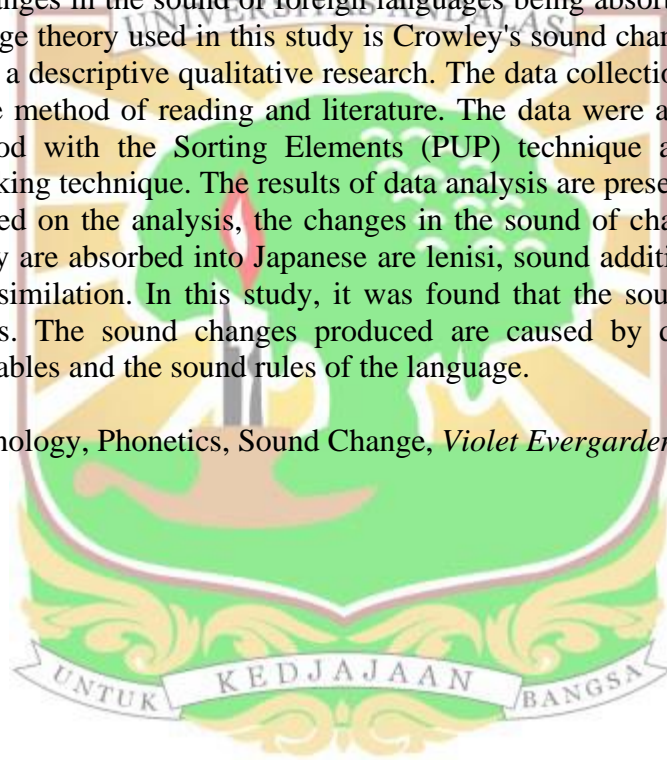 nges in the sound of foreign languages being absorb
UNIVERSITAS ANDALAS
ge theory used in this study is Crowley's sound chan
a descriptive qualitative research. The data collectio
e method of reading and literature. The data were a
od with the Sorting Elements (PUP) technique a
king technique. The results of data analysis are prese
ed on the analysis, the changes in the sound of cha
y are absorbed into Japanese are lenisi, sound additi
similation. In this study, it was found that the sou
s. The sound changes produced are caused by d
ables and the sound rules of the language.
nology, Phonetics, Sound Change, Violet Evergarden
UNTUK KEDJAJAAN BANGSA